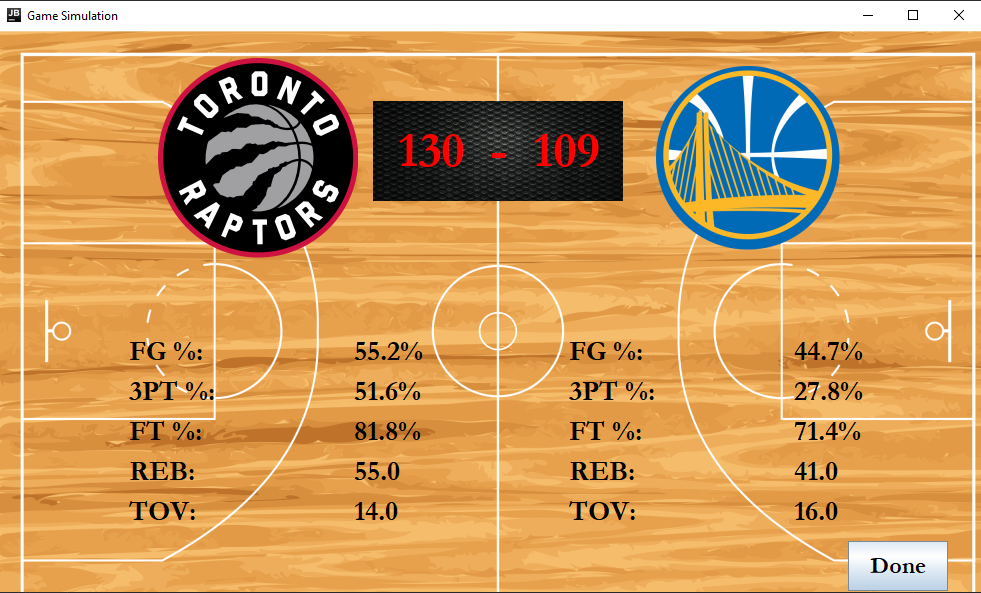 JB
Game Simulation
TORONTO
RAPTORS
130 - 109
FG %: 55.2% FG %: 44.7%
3PT %: 51.6% 3PT %: 27.8%
FT %: 81.8% FT %: 71.4%
REB: 55.0 REB: 41.0
TOV: 14.0 TOV: 16.0
Done